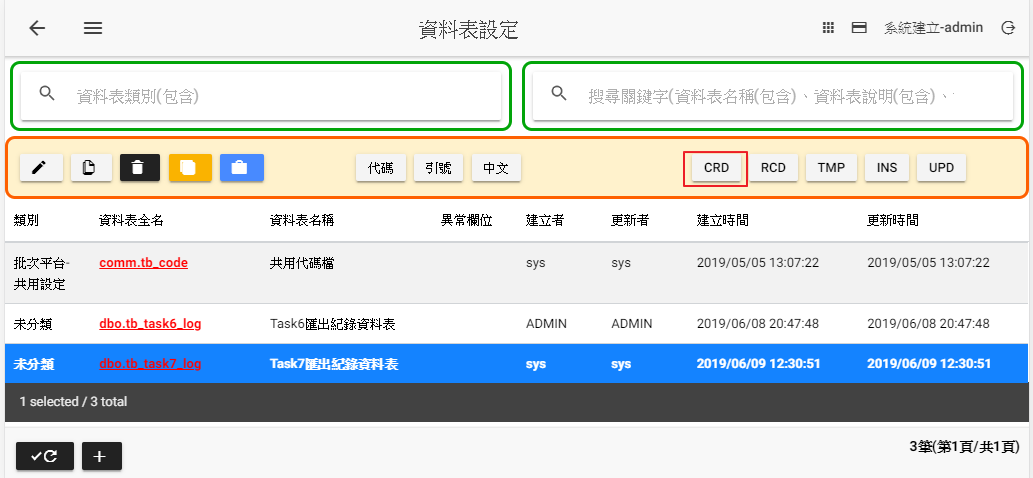 資料表設定
系統建立-admin
資料表類別(包含)
搜尋關鍵字(資料表名稱(包含)、資料表說明(包含)、
代碼 引號 中文 CRD RCD TMP INS UPD
類別 資料表全名 資料表名稱 異常欄位 建立者 更新者 建立時間 更新時間
批次平台-
共用設定 comm.tb_code 共用代碼檔 sys sys 2019/05/05 13:07:22 2019/05/05 13:07:22
未分類 dbo.tb_task6_log Task6匯出紀錄資料表 ADMIN ADMIN 2019/06/08 20:47:48 2019/06/08 20:47:48
未分類 dbo.tb_task7_log Task7匯出紀錄資料表 sys sys 2019/06/09 12:30:51 2019/06/09 12:30:51
1 selected / 3 total
3筆(第1頁/共1頁)